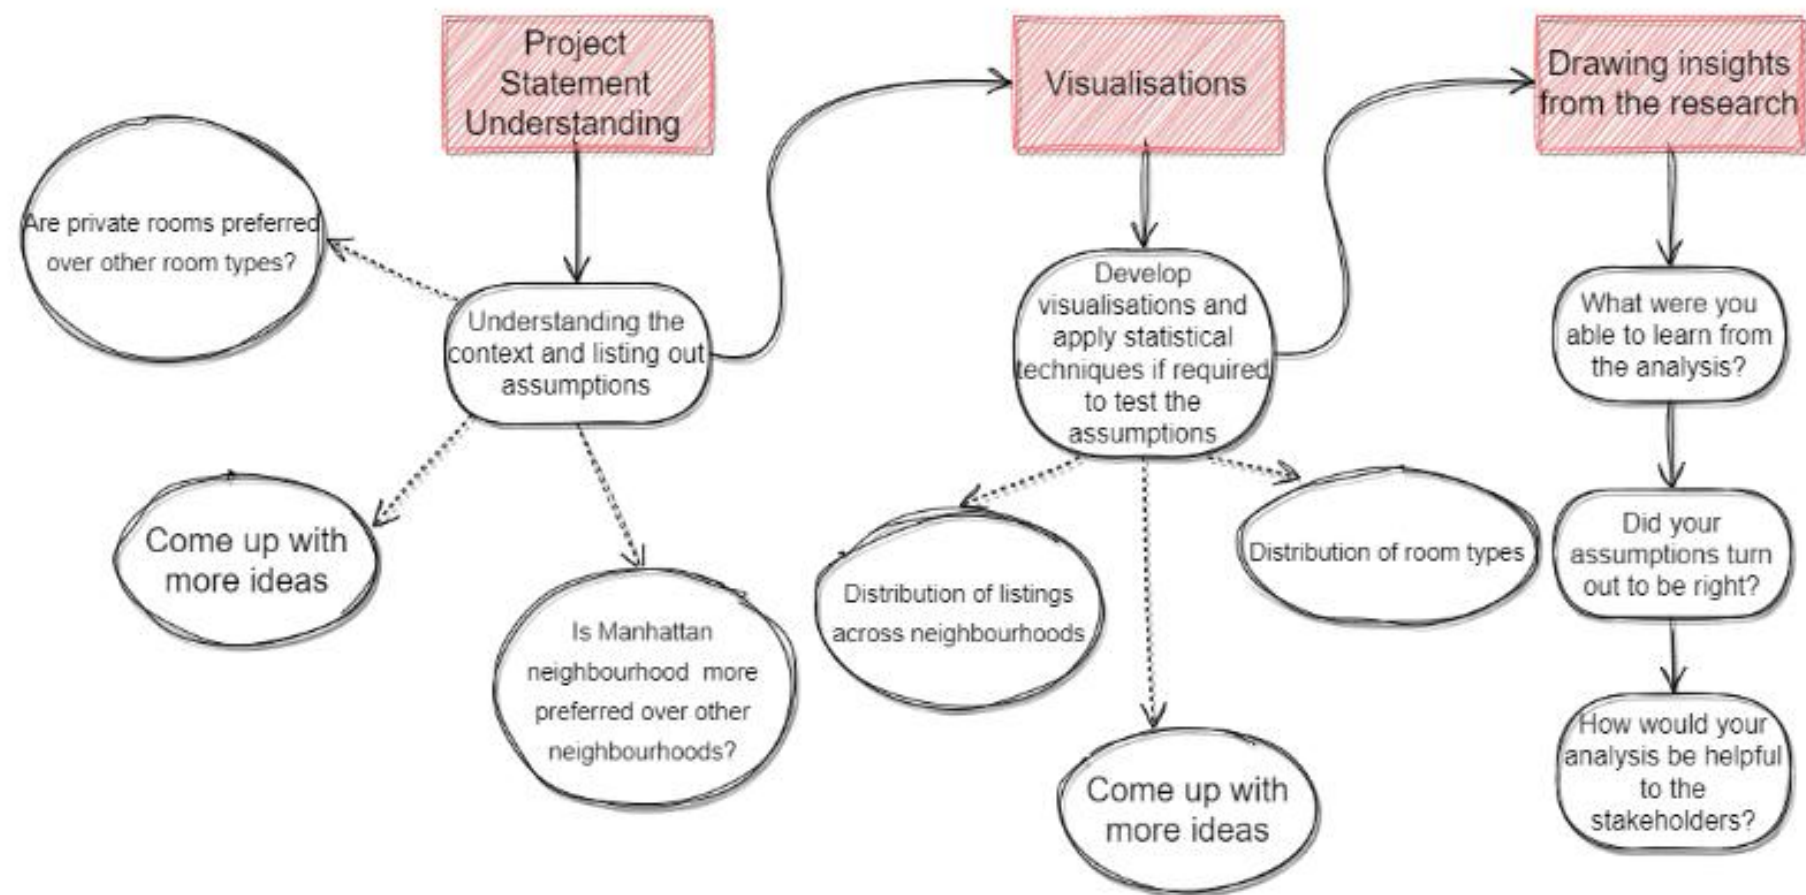 Project
Statement
Understanding
Visualisations
Drawing insights
from the research
Are private rooms preferred
over other room types?
Understanding the
context and listing out
assumptions
Come up with
more ideas
Is Manhattan
neighbourhood more
preferred over other
neighbourhoods?
Develop
visualisations and
apply statistical
techniques if required
to test the
assumptions
Distribution of listings
across neighbourhoods
Come up with
more ideas
Distribution of room types
What were you
able to learn from
the analysis?
Did your
assumptions turn
out to be right?
How would your
analysis be helpful
to the
stakeholders?